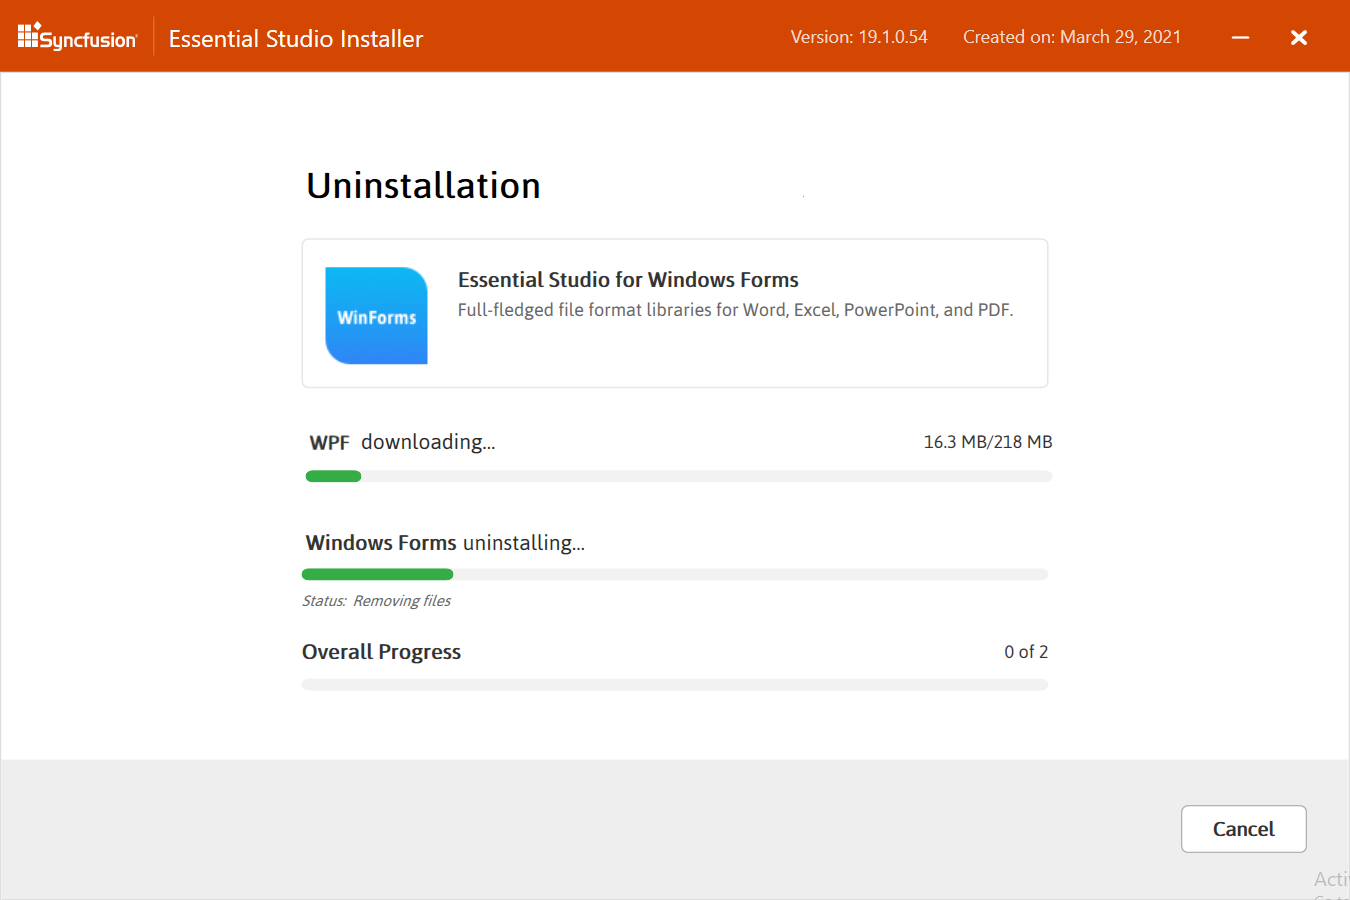 Syncfusion Essential Studio Installer Version: 19.1.0.54 Created on: March 29, 2021
Uninstallation
WinForms
Essential Studio for Windows Forms
Full-fledged file format libraries for Word, Excel, PowerPoint, and PDF.
WPF downloading... 16.3 MB/218 MB
Windows Forms uninstalling...
Status: Removing files
Overall Progress 0 of 2
Cancel
Acti